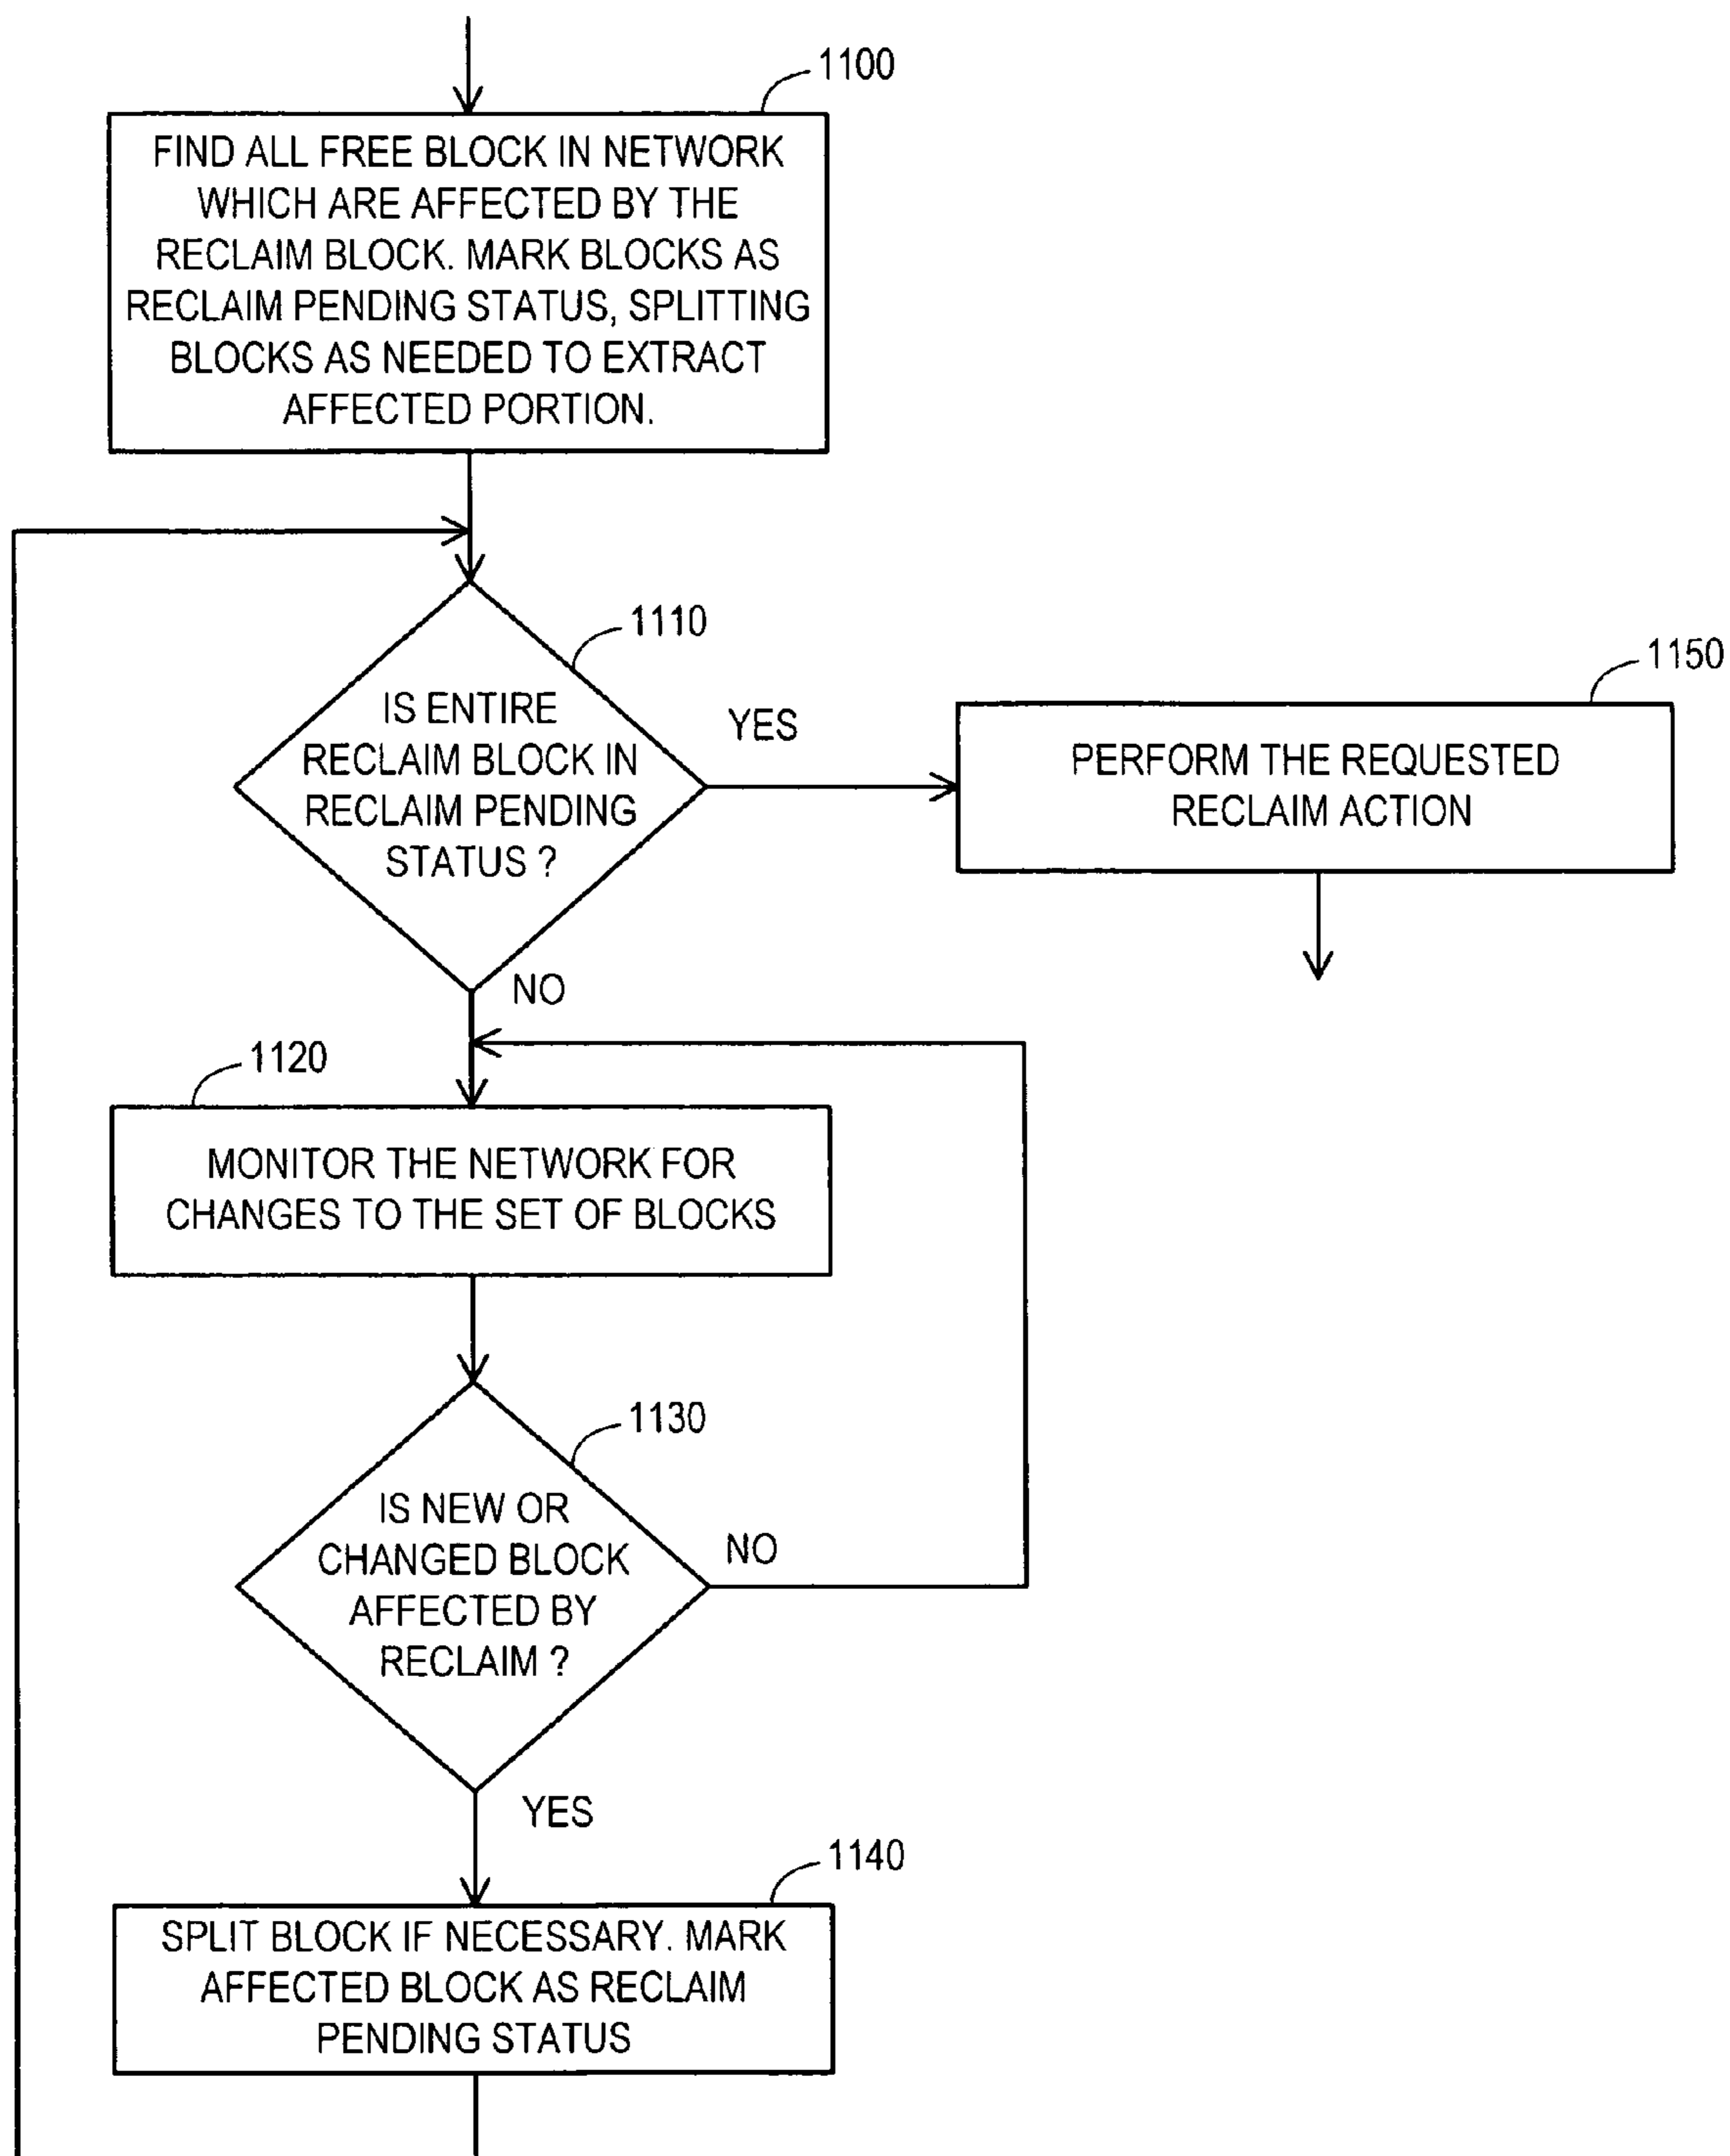 1100
FIND ALL FREE BLOCK IN NETWORK
WHICH ARE AFFECTED BY THE
RECLAIM BLOCK. MARK BLOCKS AS
RECLAIM PENDING STATUS, SPLITTING
BLOCKS AS NEEDED TO EXTRACT
AFFECTED PORTION.
1110
IS ENTIRE
RECLAIM BLOCK IN
RECLAIM PENDING
STATUS ?
YES
1150
PERFORM THE REQUESTED
RECLAIM ACTION
NO
1120
MONITOR THE NETWORK FOR
CHANGES TO THE SET OF BLOCKS
1130
IS NEW OR
CHANGED BLOCK
AFFECTED BY
RECLAIM ?
NO
YES
1140
SPLIT BLOCK IF NECESSARY. MARK
AFFECTED BLOCK AS RECLAIM
PENDING STATUS